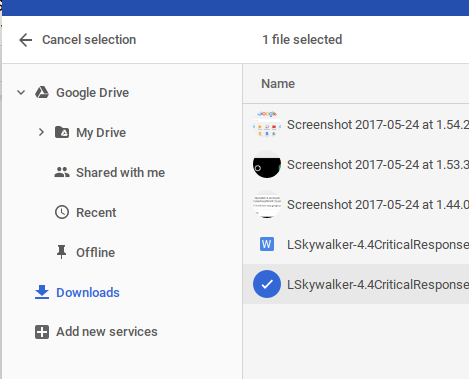 Cancel selection
1 file selected
Google Drive
My Drive
Shared with me
Recent
Offline
Downloads
Add new services
Name
Screenshot 2017-05-24 at 1.54.2
Screenshot 2017-05-24 at 1.53.3
Screenshot 2017-05-24 at 1.44.0
W LSkywalker-4.4CriticalResponse
LSkywalker-4.4CriticalResponse